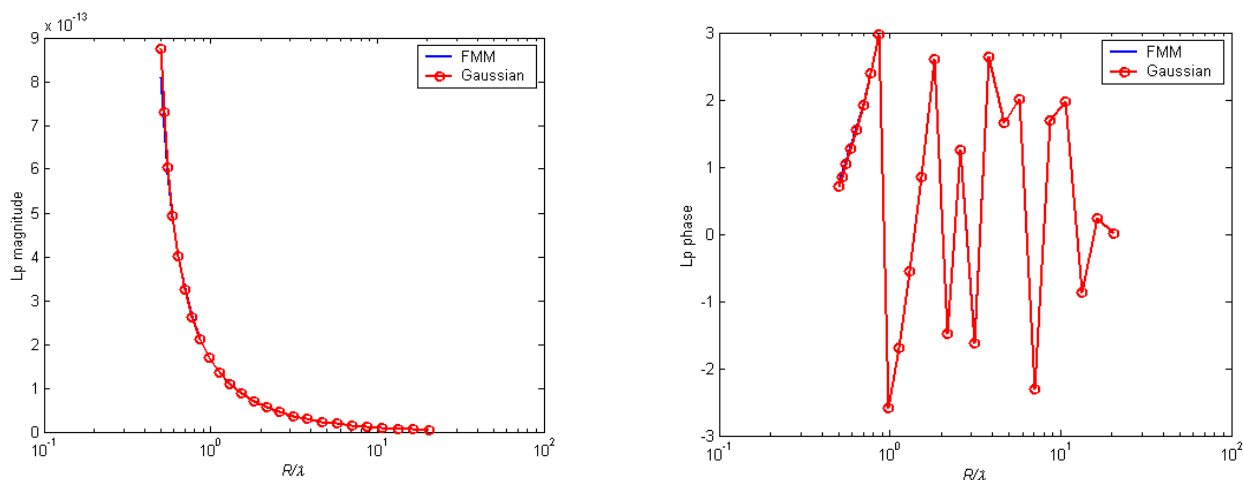 x 10^-13
9
8
7
6
5
4
3
2
1
0
Lp magnitude
FMM
Gaussian
10^-1
10^0
10^1
10^2
R/λ
3
2
1
0
-1
-2
-3
Lp phase
FMM
Gaussian
10^-1
10^0
10^1
10^2
R/λ